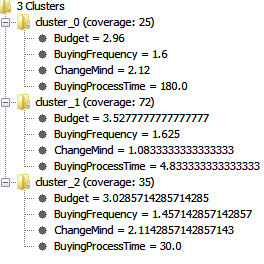 3 Clusters
cluster_0 (coverage: 25)
Budget = 2.96
BuyingFrequency = 1.6
ChangeMind = 2.12
BuyingProcessTime = 180.0
cluster_1 (coverage: 72)
Budget = 3.5277777777777777
BuyingFrequency = 1.625
ChangeMind = 1.0833333333333333
BuyingProcessTime = 4.833333333333333
cluster_2 (coverage: 35)
Budget = 3.0285714285714285
BuyingFrequency = 1.457142857142857
ChangeMind = 2.1142857142857143
BuyingProcessTime = 30.0